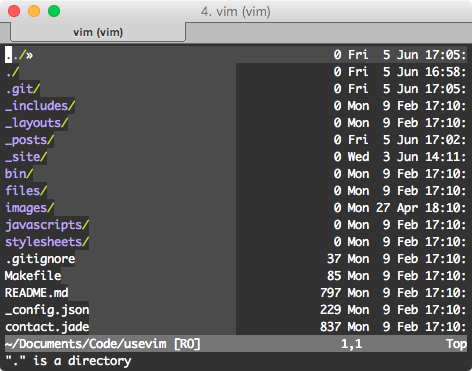 4. vim (vim)
vim (vim)
../» 0 Fri 5 Jun 17:05:
./ 0 Fri 5 Jun 16:58:
.git/ 0 Fri 5 Jun 17:05:
_includes/ 0 Mon 9 Feb 17:10:
_layouts/ 0 Mon 9 Feb 17:10:
_posts/ 0 Fri 5 Jun 17:02:
_site/ 0 Wed 3 Jun 14:11:
bin/ 0 Mon 9 Feb 17:10:
files/ 0 Mon 9 Feb 17:10:
images/ 0 Mon 27 Apr 18:10:
javascripts/ 0 Mon 9 Feb 17:10:
stylesheets/ 0 Mon 9 Feb 17:10:
.gitignore 37 Mon 9 Feb 17:10:
Makefile 85 Mon 9 Feb 17:10:
README.md 797 Mon 9 Feb 17:10:
_config.json 229 Mon 9 Feb 17:10:
contact.jade 837 Mon 9 Feb 17:10:
~/Documents/Code/usevim [RO] 1,1 Top
"." is a directory